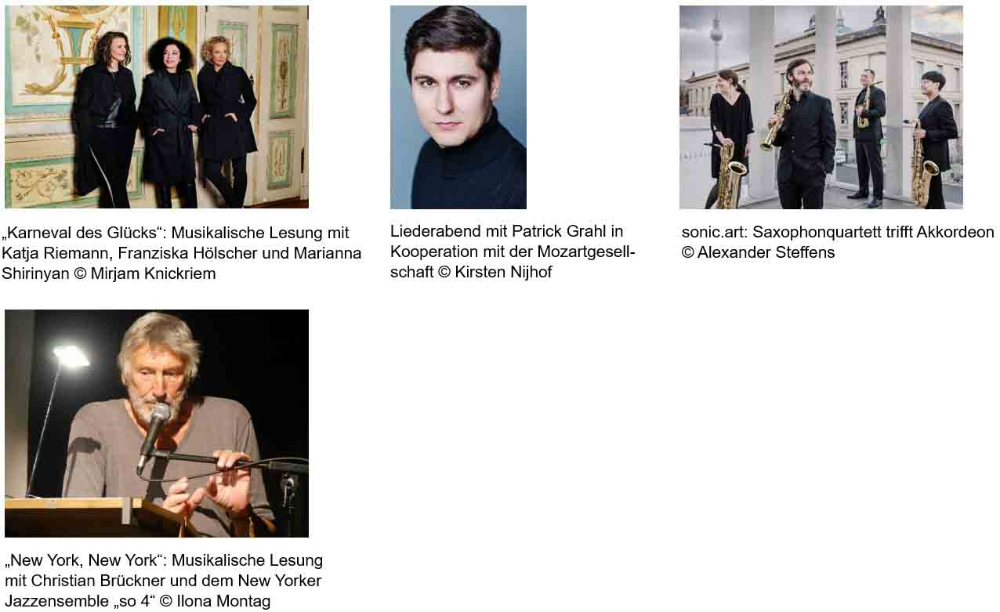 „Karneval des Glücks“: Musikalische Lesung mit
Katja Riemann, Franziska Hölscher und Marianna
Shirinyan © Mirjam Knickriem
Liederabend mit Patrick Grahl in
Kooperation mit der Mozartgesell-
schaft © Kirsten Nijhof
sonic.art: Saxophonquartett trifft Akkordeon
© Alexander Steffens
„New York, New York“: Musikalische Lesung
mit Christian Brückner und dem New Yorker
Jazzensemble „so 4“ © Ilona Montag